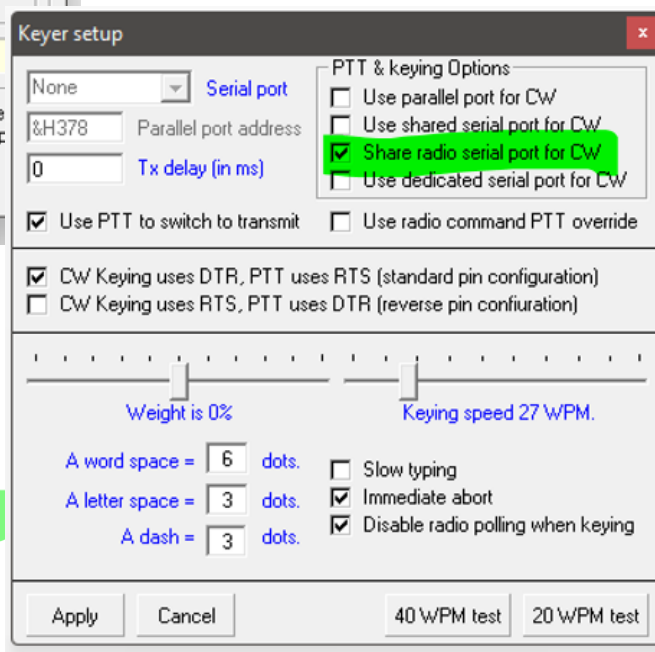 Keyer setup
x
None
Serial port
&H378
Parallel port address
0
Tx delay (in ms)
PTT & keying Options
Use parallel port for CW
Use shared serial port for CW
Share radio serial port for CW
Use dedicated serial port for CW
Use PTT to switch to transmit
Use radio command PTT override
CW Keying uses DTR, PTT uses RTS (standard pin configuration)
CW Keying uses RTS, PTT uses DTR (reverse pin confiuration)
Weight is 0%
Keying speed 27 WPM.
A word space = 6 dots.
A letter space = 3 dots.
A dash = 3 dots.
Slow typing
Immediate abort
Disable radio polling when keying
Apply
Cancel
40 WPM test
20 WPM test